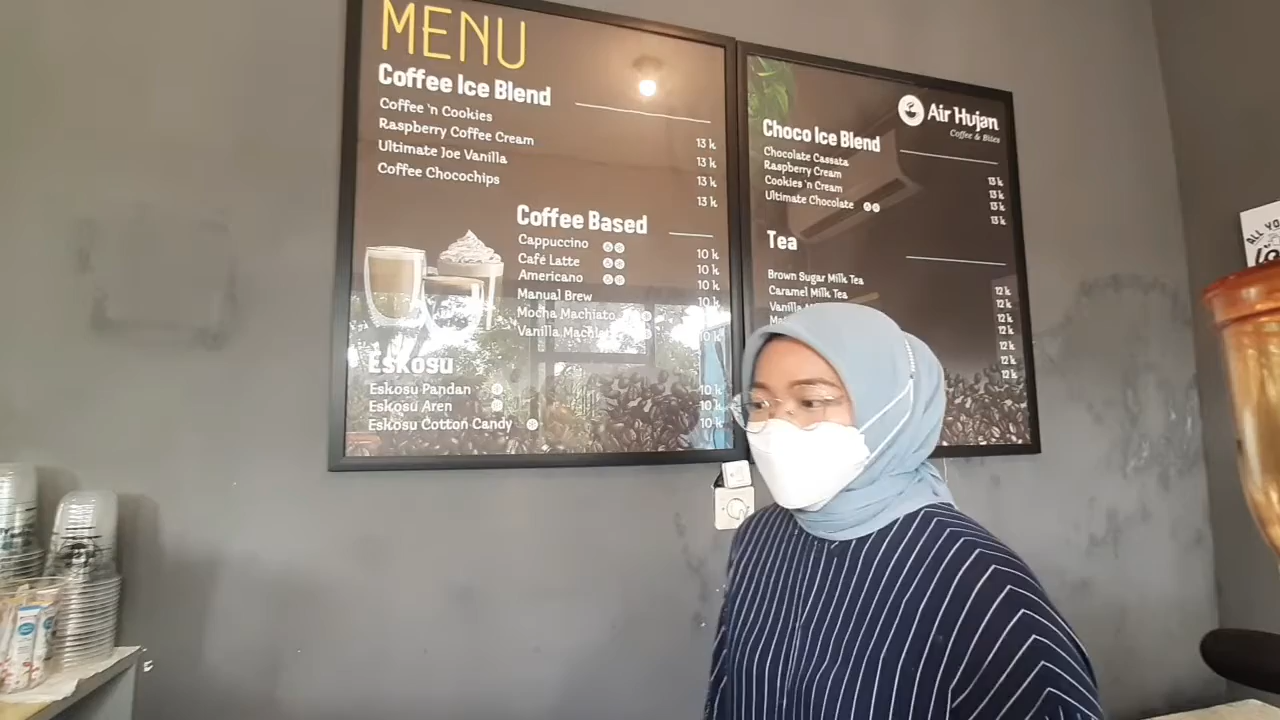 MENU
Coffee Ice Blend
Coffee 'n Cookies 13 k
Raspberry Coffee Cream 13 k
Ultimate Joe Vanilla 13 k
Coffee Chocochips 13 k
Coffee Based
Cappuccino 10 k
Café Latte 10 k
Americano 10 k
Manual Brew 10 k
Mocha Machiato
Vanilla 10 k
Eskosu
Eskosu Pandan 10 k
Eskosu Aren 10 k
Eskosu Cotton Candy 10 k
Air Hujan
Coffee & Bites
Choco Ice Blend
Chocolate Cassata 13 k
Raspberry Cream 13 k
Cookies 'n Cream 13 k
Ultimate Chocolate 13 k
Tea
Brown Sugar Milk Tea 12 k
Caramel Milk Tea 12 k
Vanilla 12 k
12 k
12 k
12 k
ALL